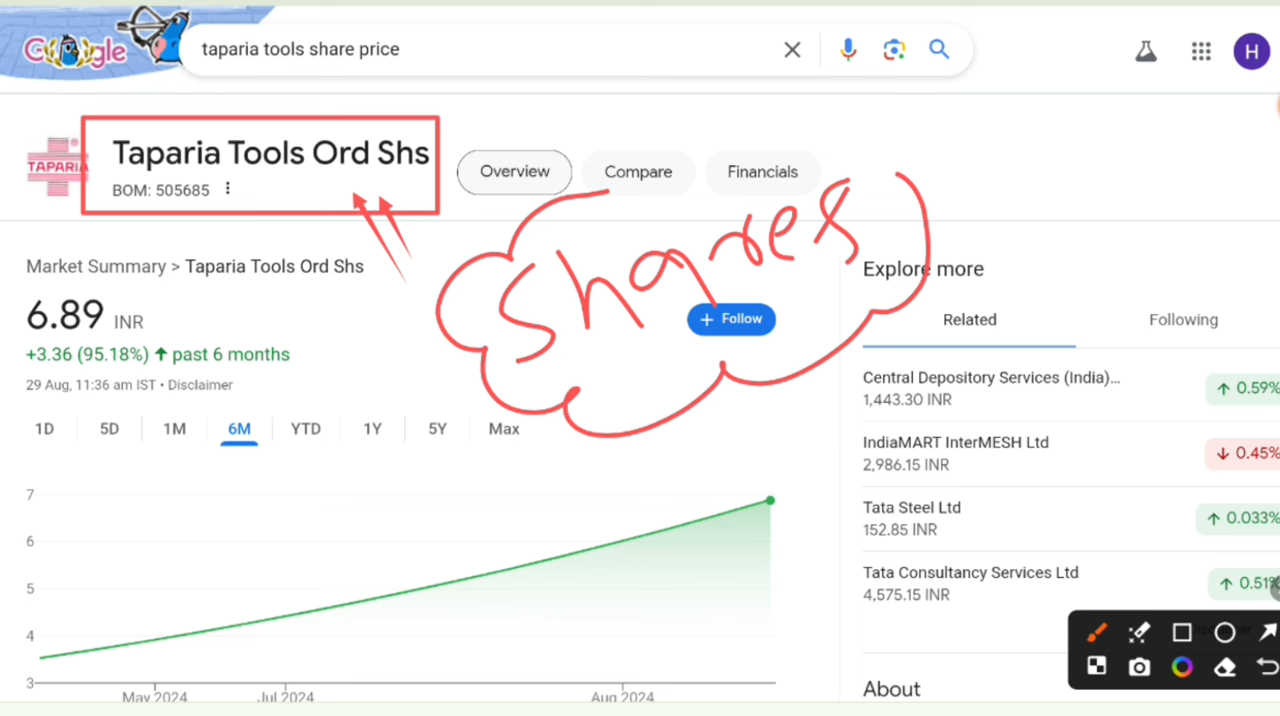 Google
taparia tools share price
H
TAPARIA
Taparia Tools Ord Shs
BOM: 505685
Overview
Compare
Financials
Shares
Market Summary > Taparia Tools Ord Shs
6.89 INR
+3.36 (95.18%) ↑ past 6 months
29 Aug, 11:36 am IST • Disclaimer
+ Follow
1D
5D
1M
6M
YTD
1Y
5Y
Max
7
6
5
4
3
May 2024
Jul 2024
Aug 2024
Explore more
Related
Following
Central Depository Services (India)...
1,443.30 INR
↑ 0.59%
IndiaMART InterMESH Ltd
2,986.15 INR
↓ 0.45%
Tata Steel Ltd
152.85 INR
↑ 0.033%
Tata Consultancy Services Ltd
4,575.15 INR
↑ 0.51%
About